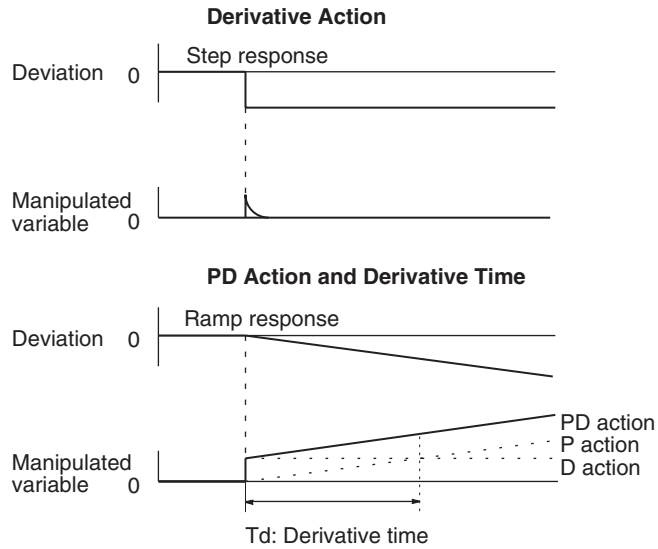 Derivative Action
Step response
Deviation 0
Manipulated
variable 0
PD Action and Derivative Time
Ramp response
Deviation 0
PD action
P action
D action
Manipulated
variable 0
Td: Derivative time